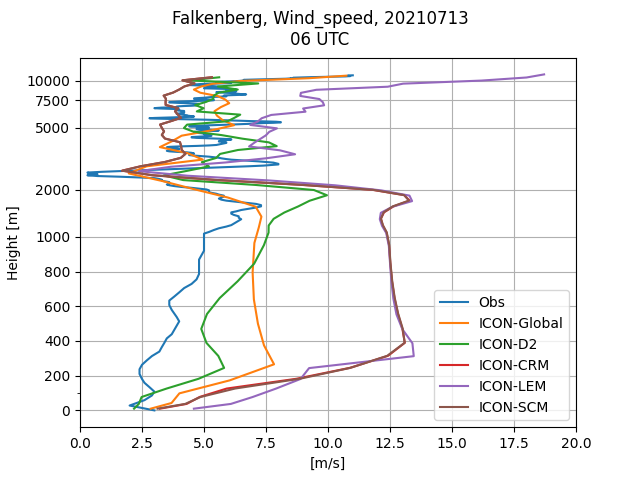 Falkenberg, Wind_speed, 20210713
06 UTC
10000
7500
5000
2000
1000
800
600
400
200
0
Height [m]
Obs
ICON-Global
ICON-D2
ICON-CRM
ICON-LEM
ICON-SCM
0.0 2.5 5.0 7.5 10.0 12.5 15.0 17.5 20.0
[m/s]